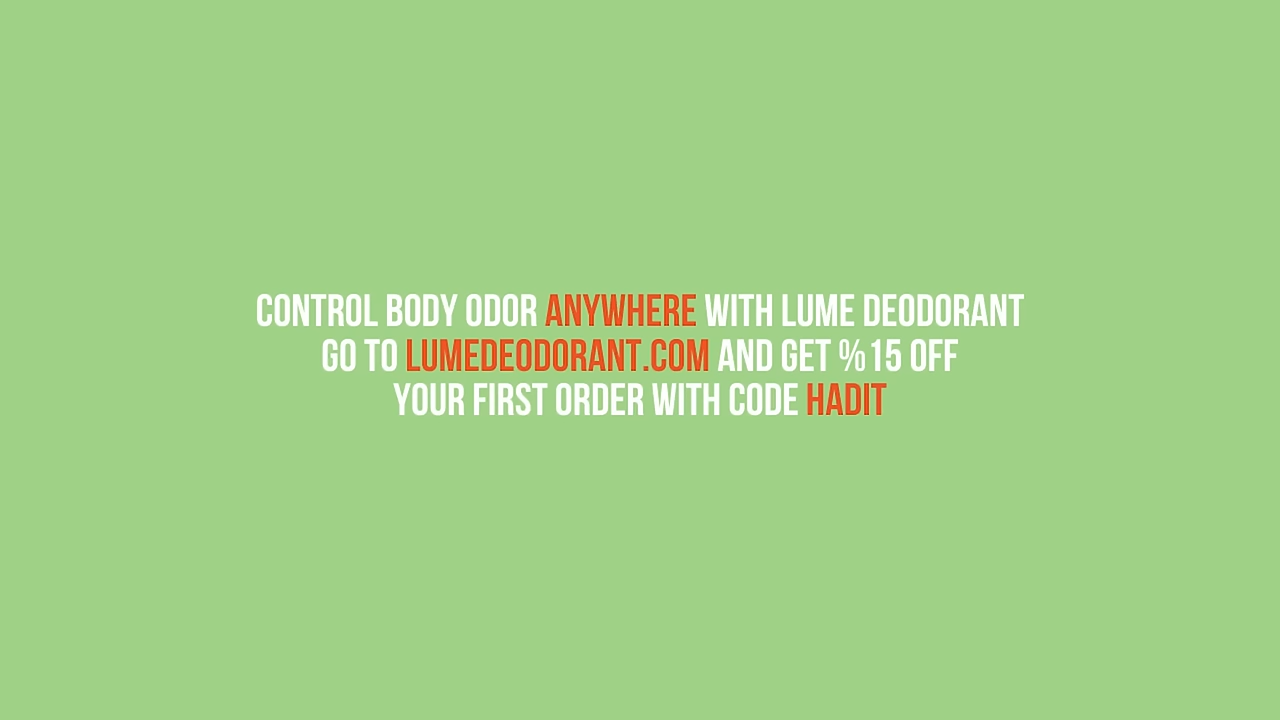 CONTROL BODY ODOR ANYWHERE WITH LUME DEODORANT
GO TO LUMEDEODORANT.COM AND GET %15 OFF
YOUR FIRST ORDER WITH CODE HADIT